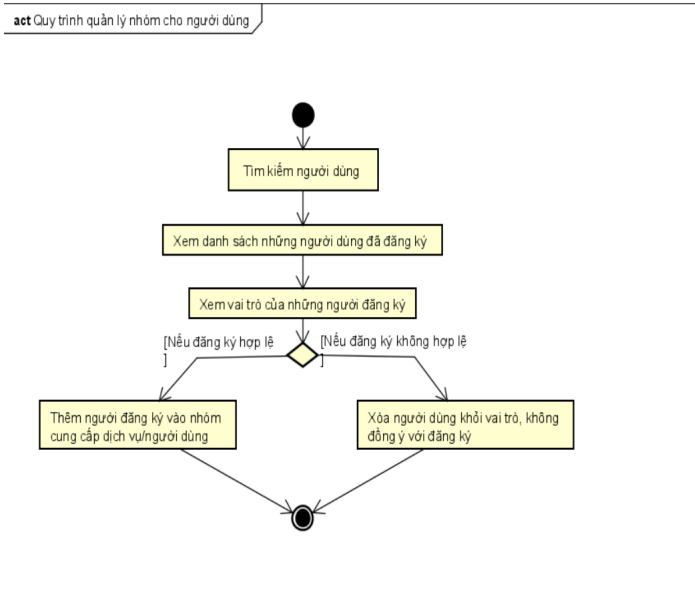 act Quy trình quản lý nhóm cho người dùng
Tìm kiếm người dùng
Xem danh sách những người dùng đã đăng ký
Xem vai trò của những người đăng ký
[Nếu đăng ký hợp lệ
]
[Nếu đăng ký không hợp lệ
]
Thêm người đăng ký vào nhóm
cung cấp dịch vụ/người dùng
Xóa người dùng khỏi vai trò, không
đồng ý với đăng ký